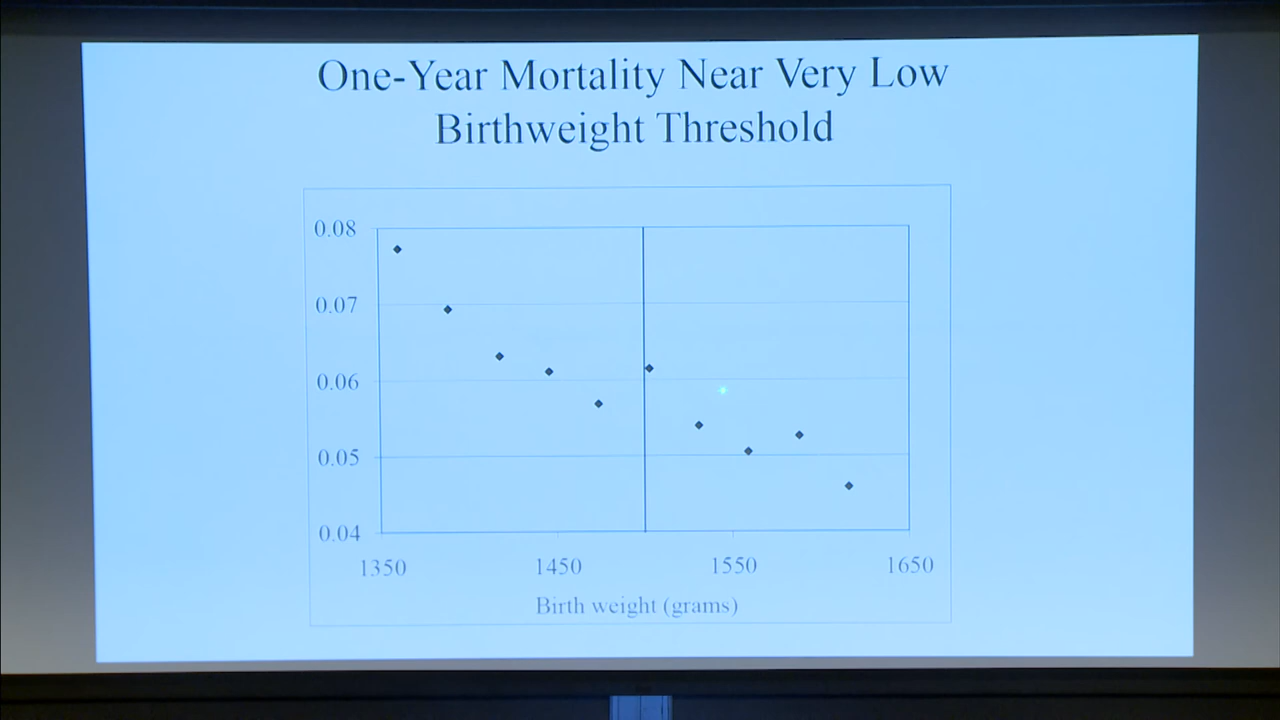 One-Year Mortality Near Very Low
Birthweight Threshold
0.08
0.07
0.06
0.05
0.04
1350 1450 1550 1650
Birth weight (grams)